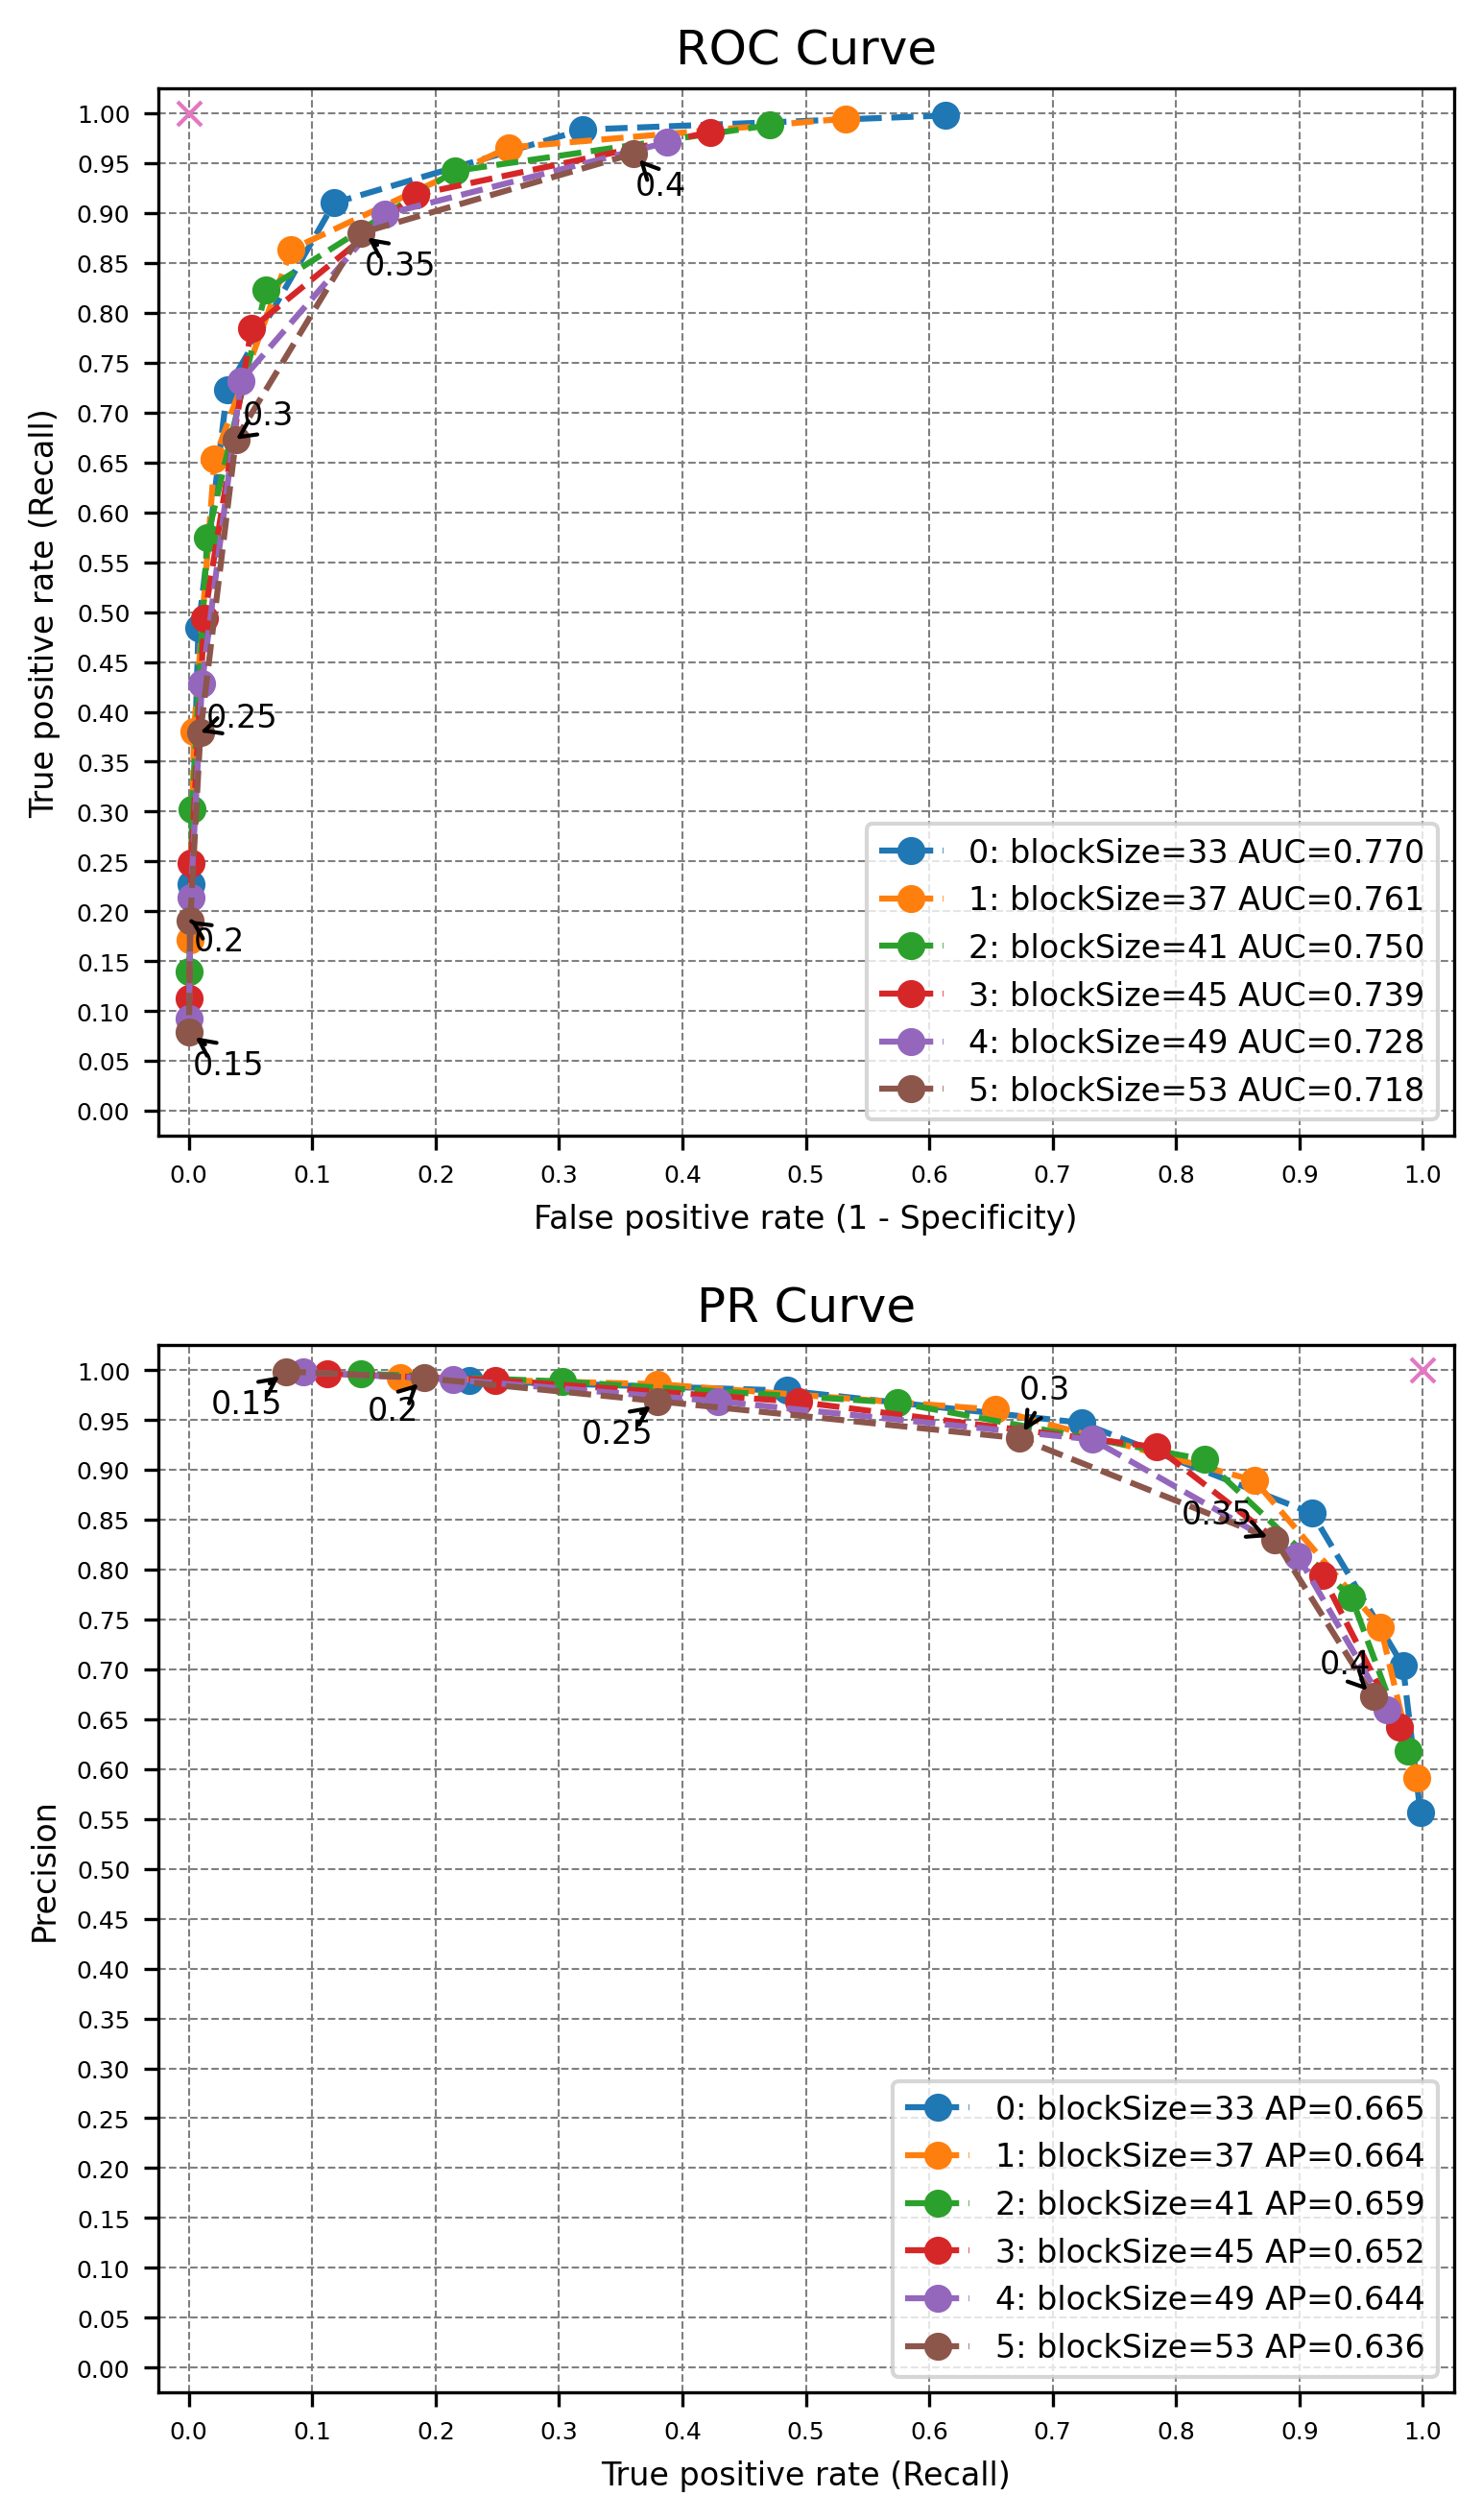 ROC Curve
1.00
0.95
0.90
0.85
0.80
0.75
0.70
0.65
0.60
0.55
0.50
0.45
0.40
0.35
0.30
0.25
0.20
0.15
0.10
0.05
0.00
True positive rate (Recall)
0.4
0.35
0.3
0.25
0.2
0.15
0: blockSize=33 AUC=0.770
1: blockSize=37 AUC=0.761
2: blockSize=41 AUC=0.750
3: blockSize=45 AUC=0.739
4: blockSize=49 AUC=0.728
5: blockSize=53 AUC=0.718
0.0 0.1 0.2 0.3 0.4 0.5 0.6 0.7 0.8 0.9 1.0
False positive rate (1 - Specificity)
PR Curve
1.00
0.95
0.90
0.85
0.80
0.75
0.70
0.65
0.60
0.55
0.50
0.45
0.40
0.35
0.30
0.25
0.20
0.15
0.10
0.05
0.00
Precision
0.15
0.2
0.25
0.3
0.35
0.4
0: blockSize=33 AP=0.665
1: blockSize=37 AP=0.664
2: blockSize=41 AP=0.659
3: blockSize=45 AP=0.652
4: blockSize=49 AP=0.644
5: blockSize=53 AP=0.636
0.0 0.1 0.2 0.3 0.4 0.5 0.6 0.7 0.8 0.9 1.0
True positive rate (Recall)